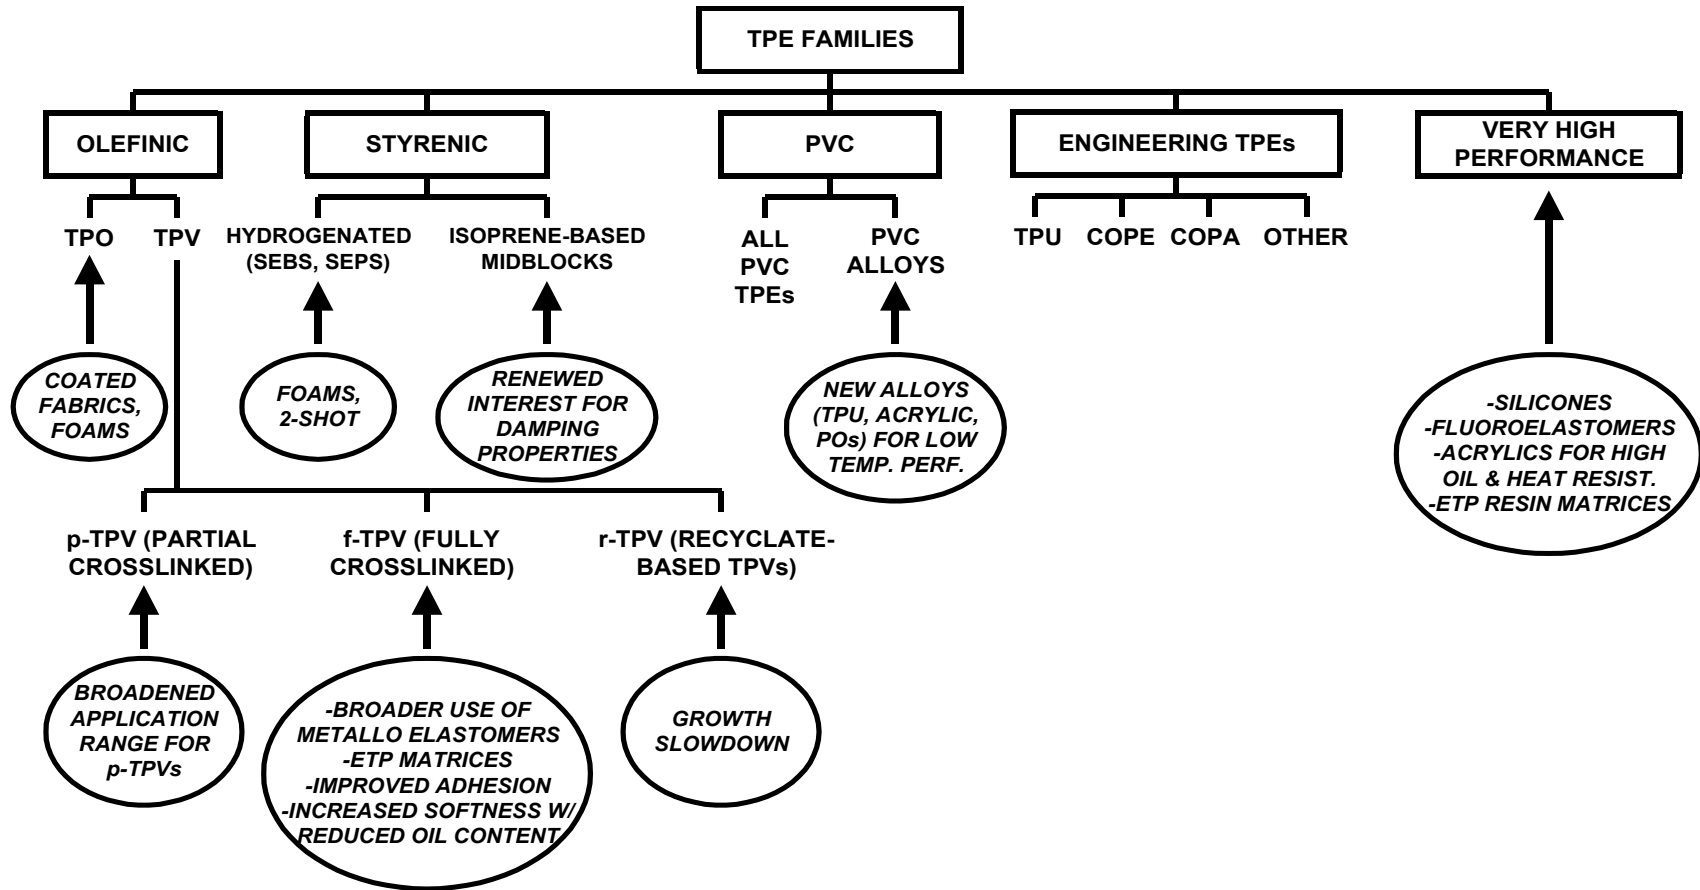 TPE FAMILIES
OLEFINIC
STYRENIC
PVC
ENGINEERING TPEs
VERY HIGH
PERFORMANCE
TPO
TPV
HYDROGENATED
(SEBS, SEPS)
ISOPRENE-BASED
MIDBLOCKS
ALL
PVC
TPEs
PVC
ALLOYS
TPU
COPE
COPA
OTHER
COATED
FABRICS,
FOAMS
FOAMS,
2-SHOT
RENEWED
INTEREST FOR
DAMPING
PROPERTIES
NEW ALLOYS
(TPU, ACRYLIC,
POs) FOR LOW
TEMP. PERF.
-SILICONES
-FLUOROELASTOMERS
-ACRYLICS FOR HIGH
OIL & HEAT RESIST.
-ETP RESIN MATRICES
p-TPV (PARTIAL
CROSSLINKED)
f-TPV (FULLY
CROSSLINKED)
r-TPV (RECYCLATE-
BASED TPVs)
BROADENED
APPLICATION
RANGE FOR
p-TPVs
-BROADER USE OF
METALLO ELASTOMERS
-ETP MATRICES
-IMPROVED ADHESION
-INCREASED SOFTNESS W/
REDUCED OIL CONTENT
GROWTH
SLOWDOWN